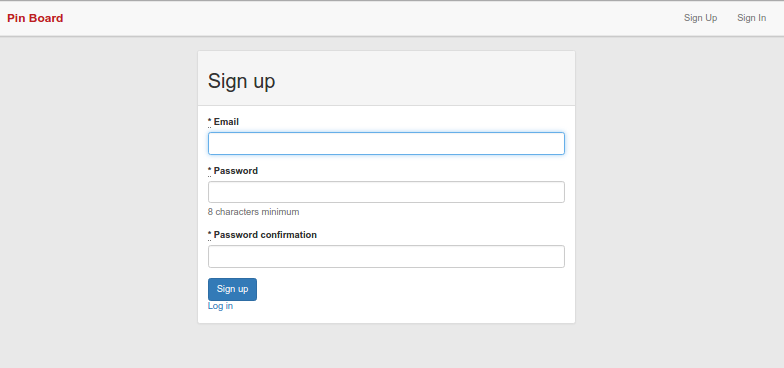 Pin Board Sign Up Sign In
Sign up
* Email
* Password
8 characters minimum
* Password confirmation
Sign up
Log in